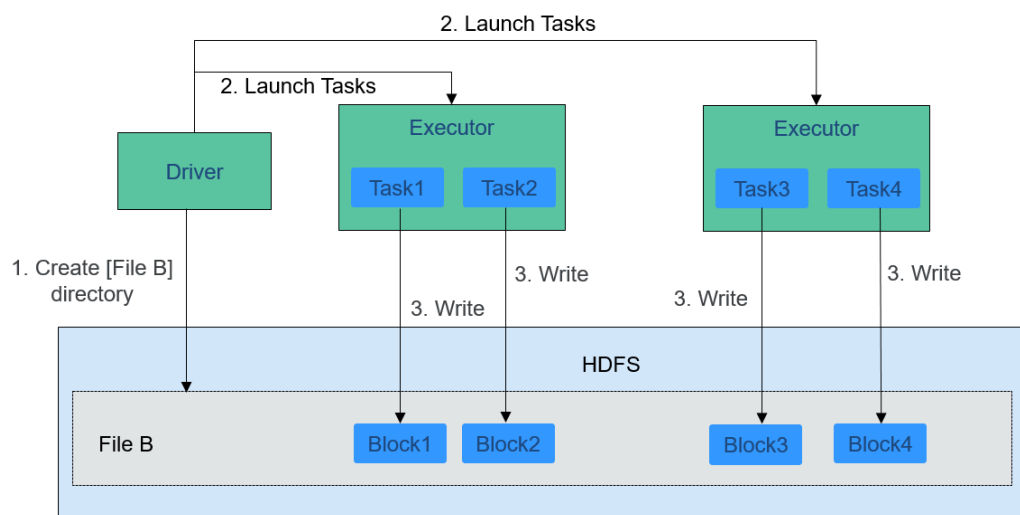 2. Launch Tasks
2. Launch Tasks
Driver
Executor
Task1
Task2
Executor
Task3
Task4
1. Create [File B]
directory
3. Write
3. Write
3. Write
3. Write
HDFS
File B
Block1
Block2
Block3
Block4